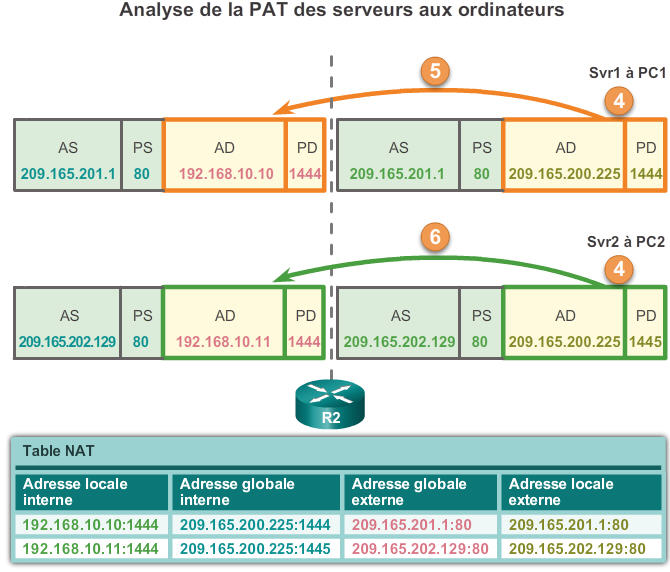 Analyse de la PAT des serveurs aux ordinateurs
Svr1 à PC1
5
4
AS PS AD PD AS PS AD PD
209.165.201.1 80 192.168.10.10 1444 209.165.201.1 80 209.165.200.225 1444
Svr2 à PC2
6
4
AS PS AD PD AS PS AD PD
209.165.202.129 80 192.168.10.11 1444 209.165.202.129 80 209.165.200.225 1445
R2
Table NAT
Adresse locale interne Adresse globale interne Adresse globale externe Adresse locale externe
192.168.10.10:1444 209.165.200.225:1444 209.165.201.1:80 209.165.201.1:80
192.168.10.11:1444 209.165.200.225:1445 209.165.202.129:80 209.165.202.129:80